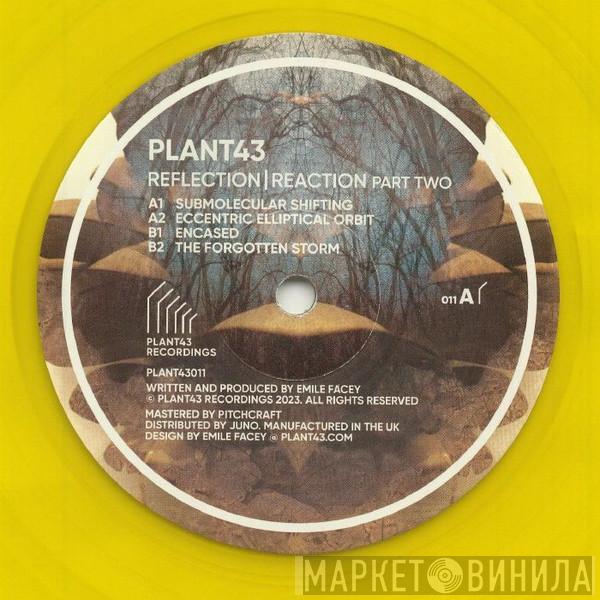 PLANT43
REFLECTION|REACTION PART TWO
A1 SUBMOLECULAR SHIFTING
A2 ECCENTRIC ELLIPTICAL ORBIT
B1 ENCASED
B2 THE FORGOTTEN STORM
011 A
PLANT43
RECORDINGS
PLANT43011
WRITTEN AND PRODUCED BY EMILE FACEY
© PLANT43 RECORDINGS 2023. ALL RIGHTS RESERVED
MASTERED BY PITCHCRAFT
DISTRIBUTED BY JUNO. MANUFACTURED IN THE UK
DESIGN BY EMILE FACEY @ PLANT43.COM
МАРКЕТ ВИНИЛА